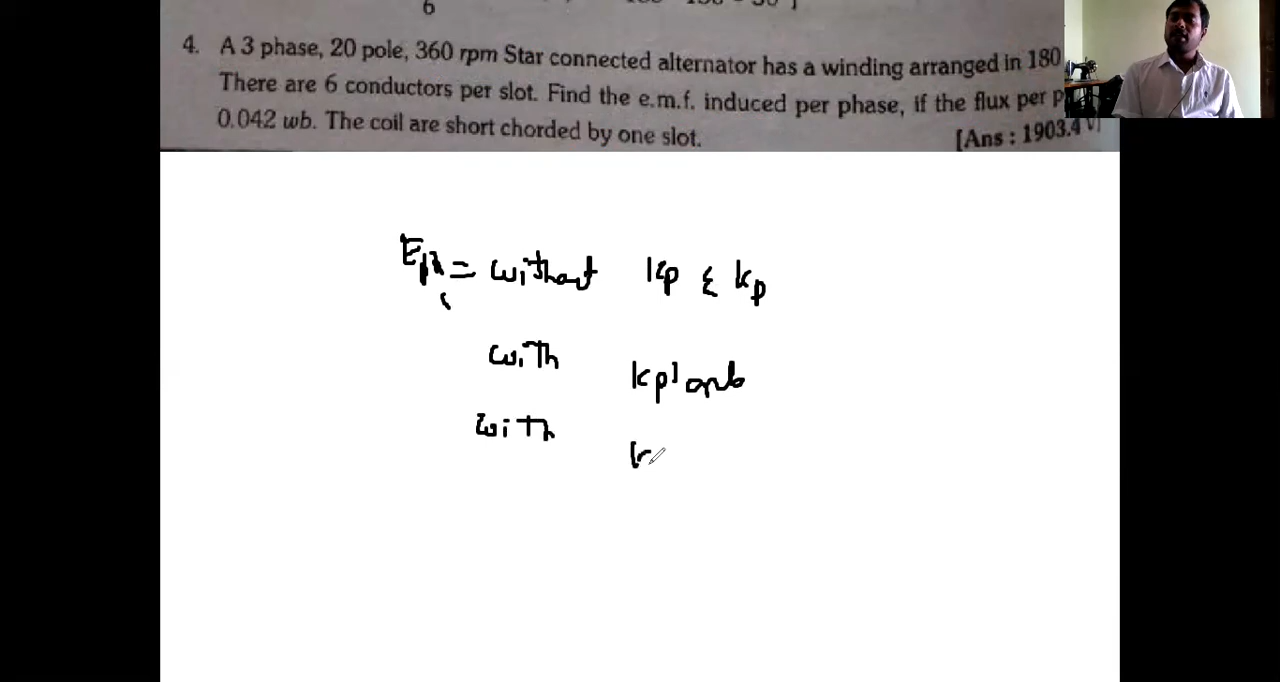 6
4. A 3 phase, 20 pole, 360 rpm Star connected alternator has a winding arranged in 180
There are 6 conductors per slot. Find the e.m.f. induced per phase, if the flux per p
0.042 wb. The coil are short chorded by one slot. [Ans : 1903.4 V]
Eph = without kp & kp
with kp
with